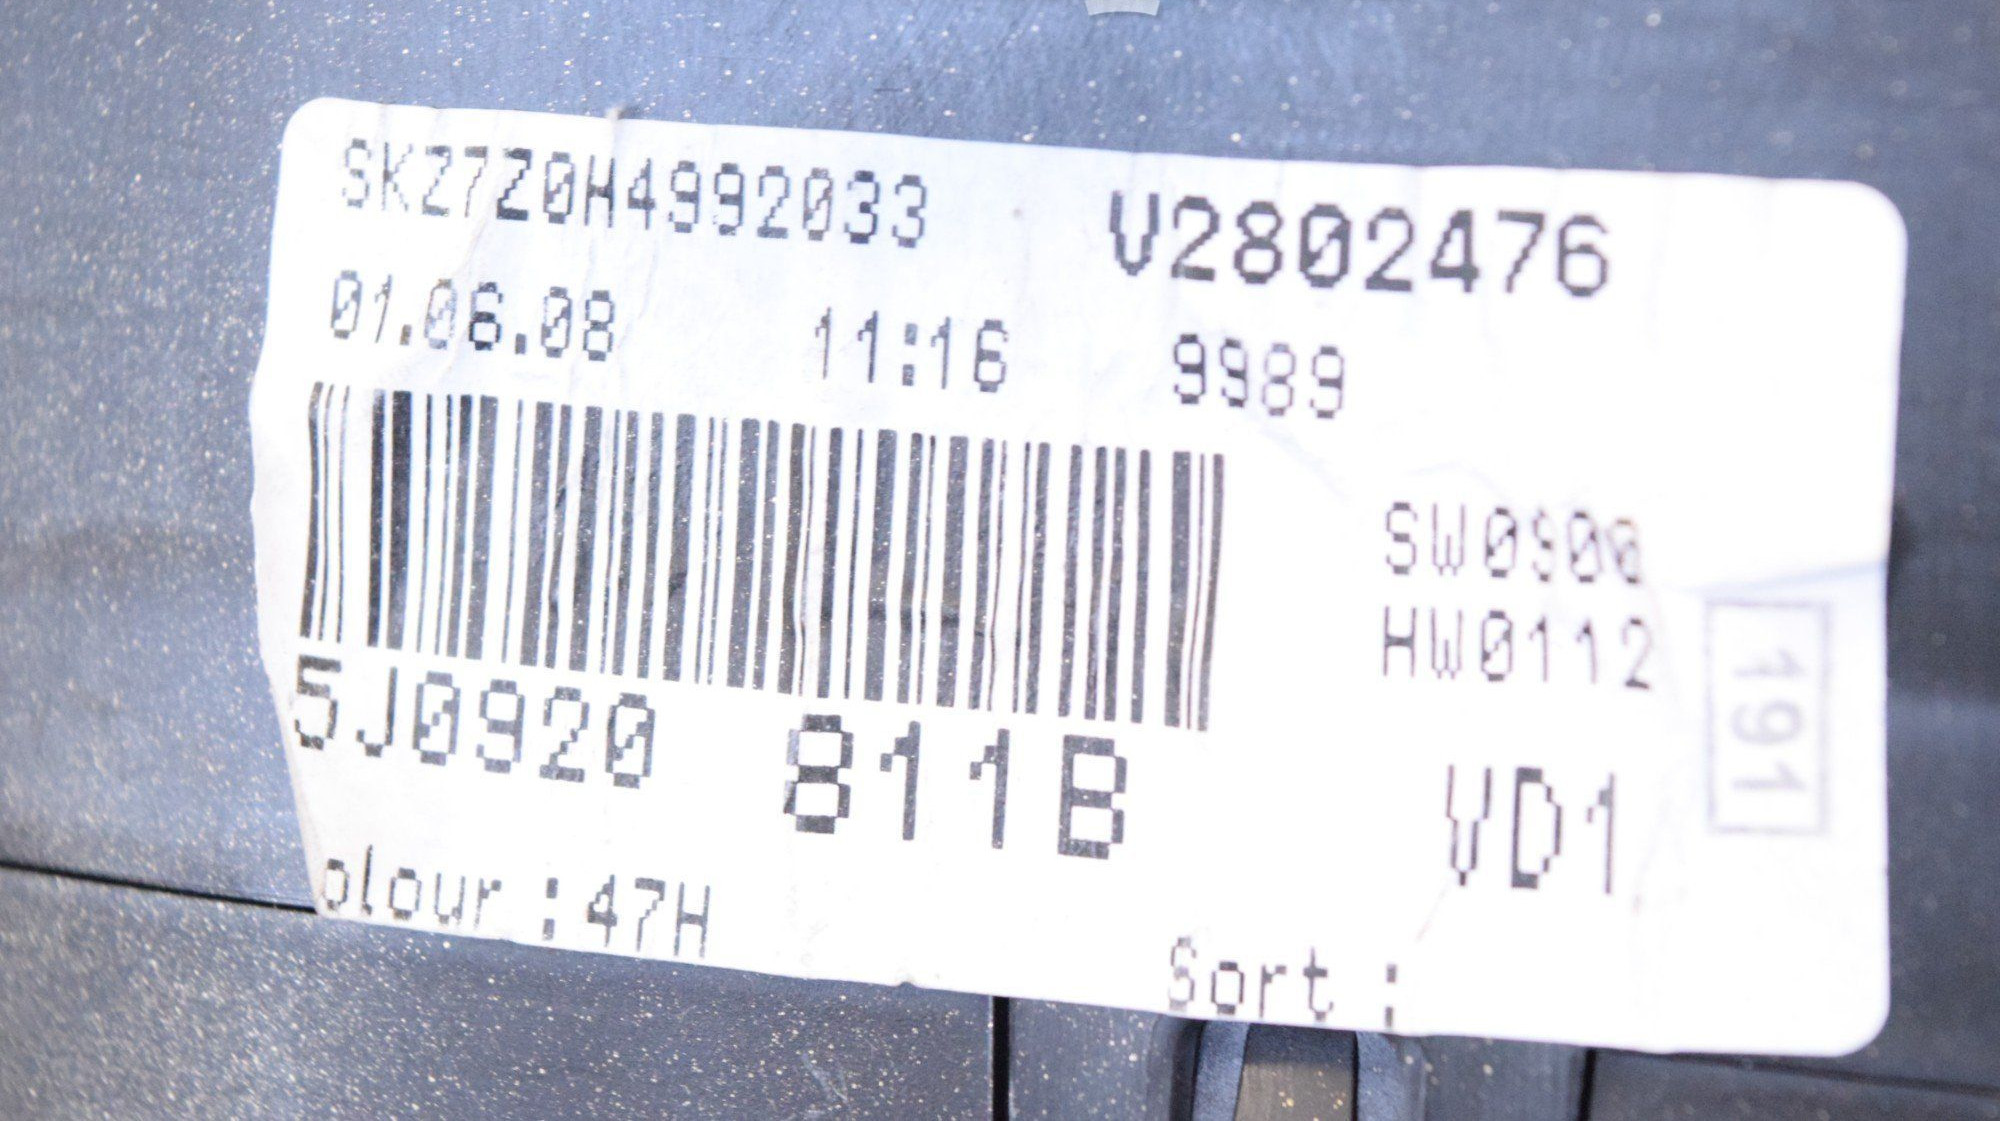 SKZ7Z0H4992033 V2802476
01.06.08 11:16 9989
SW0900
HW0112
191
5J0920 811B VD1
olour :47H
Sort :